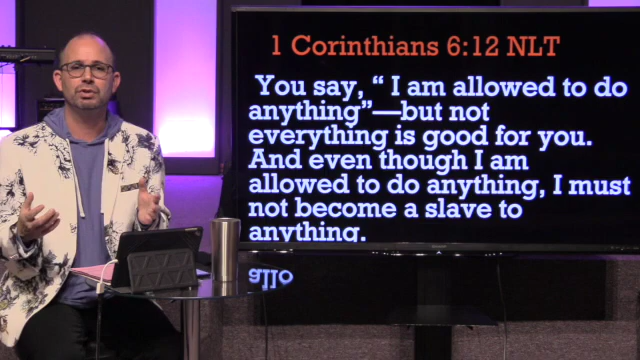 1 Corinthians 6:12 NLT
You say, “ I am allowed to do
anything”—but not
everything is good for you.
And even though I am
allowed to do anything, I must
not become a slave to
anything.